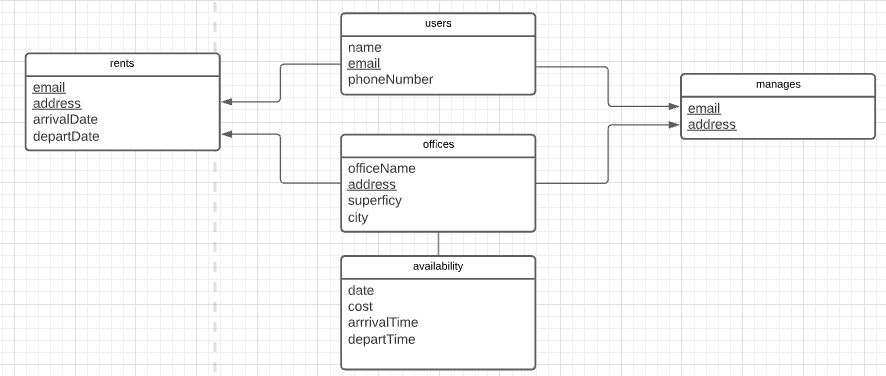 users
name
email
phoneNumber
rents
email
address
arrivalDate
departDate
manages
email
address
offices
officeName
address
superficy
city
availability
date
cost
arrrivalTime
departTime